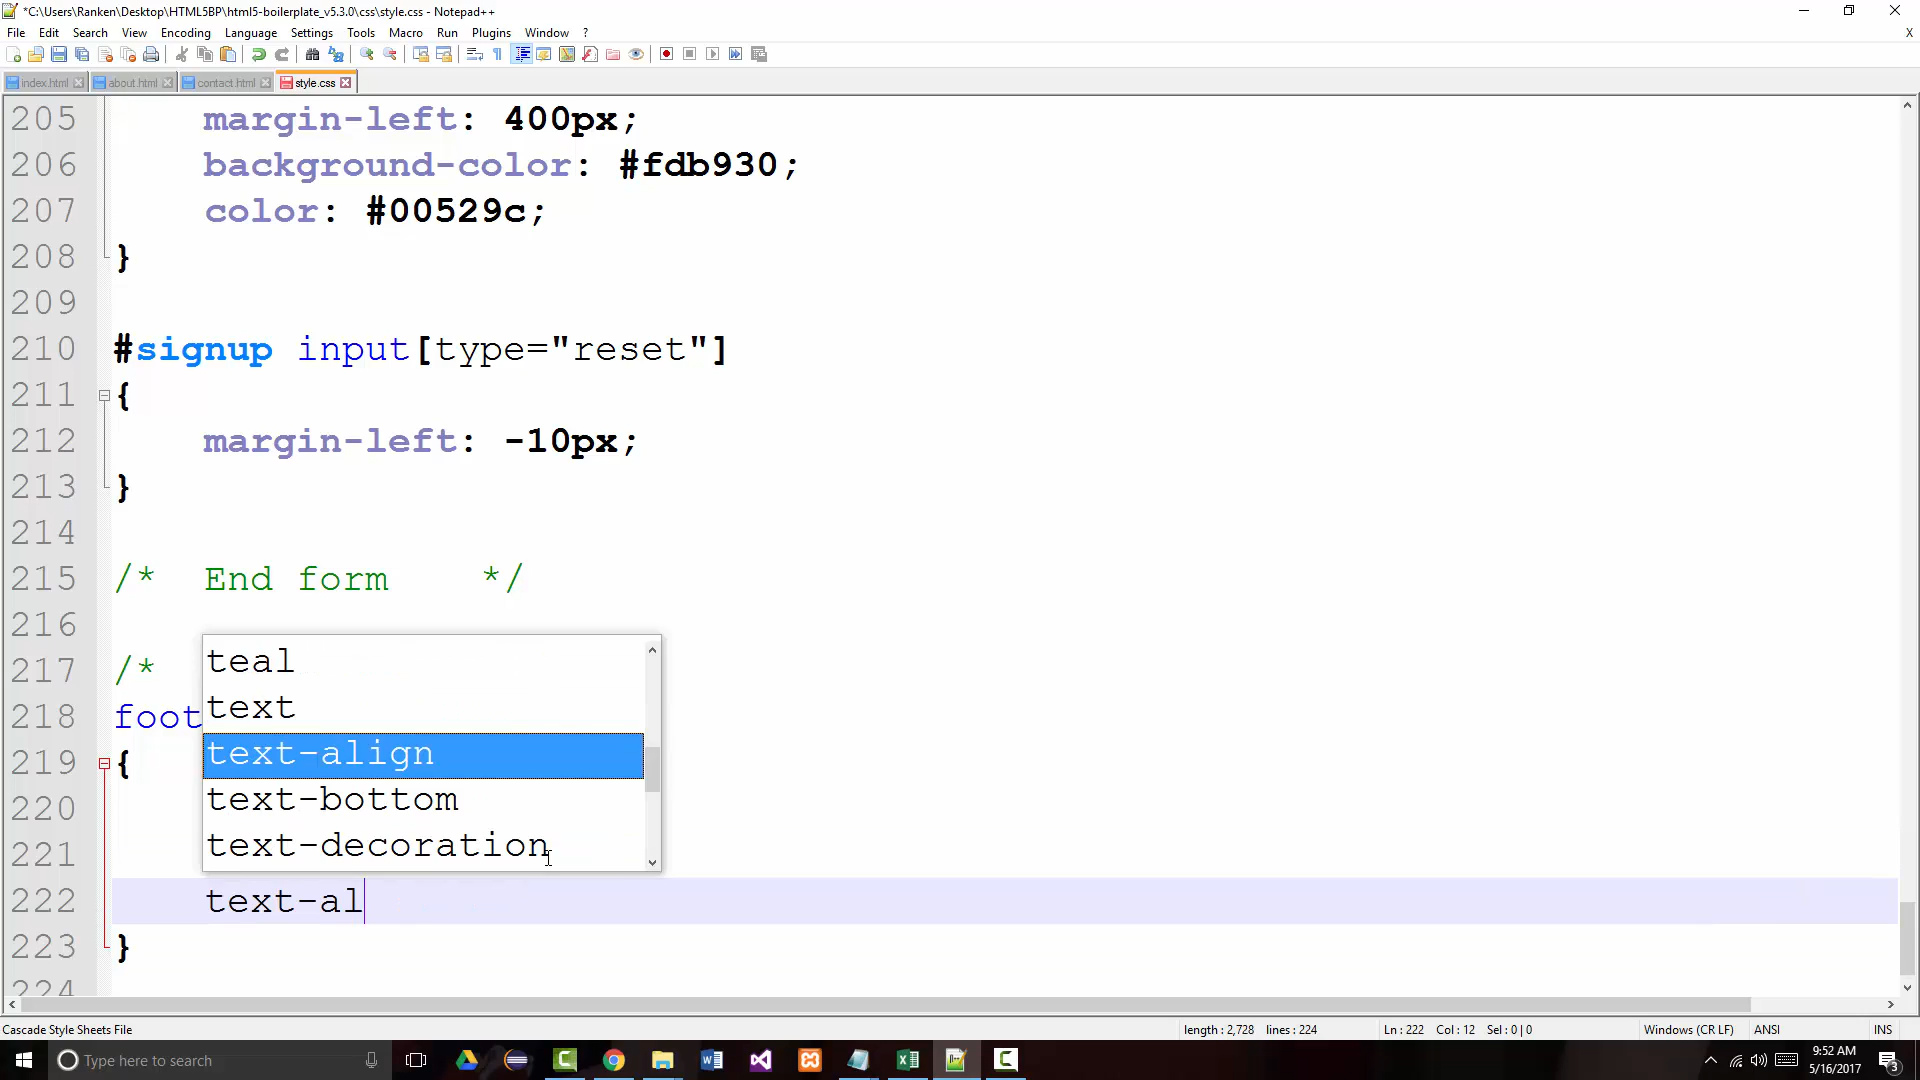 *C:\Users\Ranken\Desktop\HTML5BP\html5-boilerplate_v5.3.0\css\style.css - Notepad++
File Edit Search View Encoding Language Settings Tools Macro Run Plugins Window ? X
index.html about.html contact.html style.css
205 margin-left: 400px;
206 background-color: #fdb930;
207 color: #00529c;
208 }
209
210 #signup input[type="reset"]
211 {
212 margin-left: -10px;
213 }
214
215 /* End form */
216
217 /*
218 foot
219 {
220
221
222 text-al
223 }
224
teal
text
text-align
text-bottom
text-decoration
Cascade Style Sheets File length : 2,728 lines : 224 Ln : 222 Col : 12 Sel : 0 | 0 Windows (CR LF) ANSI INS
Type here to search
9:52 AM
5/16/2017
3